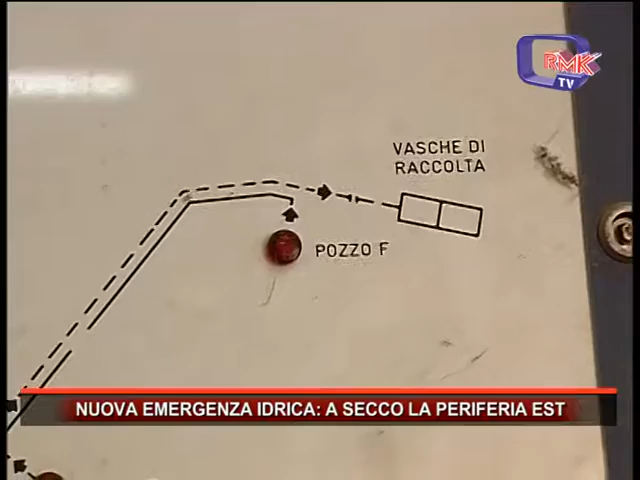 RMK
TV
VASCHE DI
RACCOLTA
POZZO F
NUOVA EMERGENZA IDRICA: A SECCO LA PERIFERIA EST